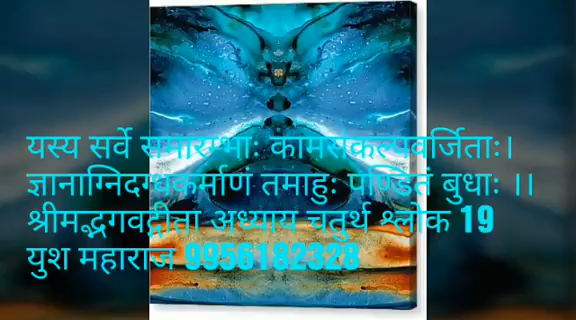 यस्य सर्वे समारम्भाः कामसंकल्पवर्जिताः।
ज्ञानाग्निदग्धकर्माणं तमाहुः पण्डितं बुधाः ।।
श्रीमद्भगवद्गीता अध्याय चतुर्थ श्लोक 19
युश महाराज 9956182328